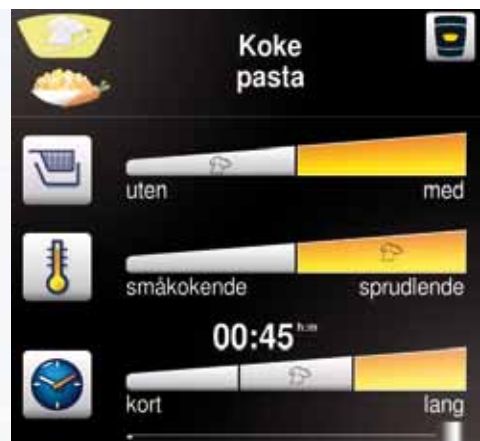 Koke
pasta
uten med
småkokende sprudlende
00:45 h:m
kort lang